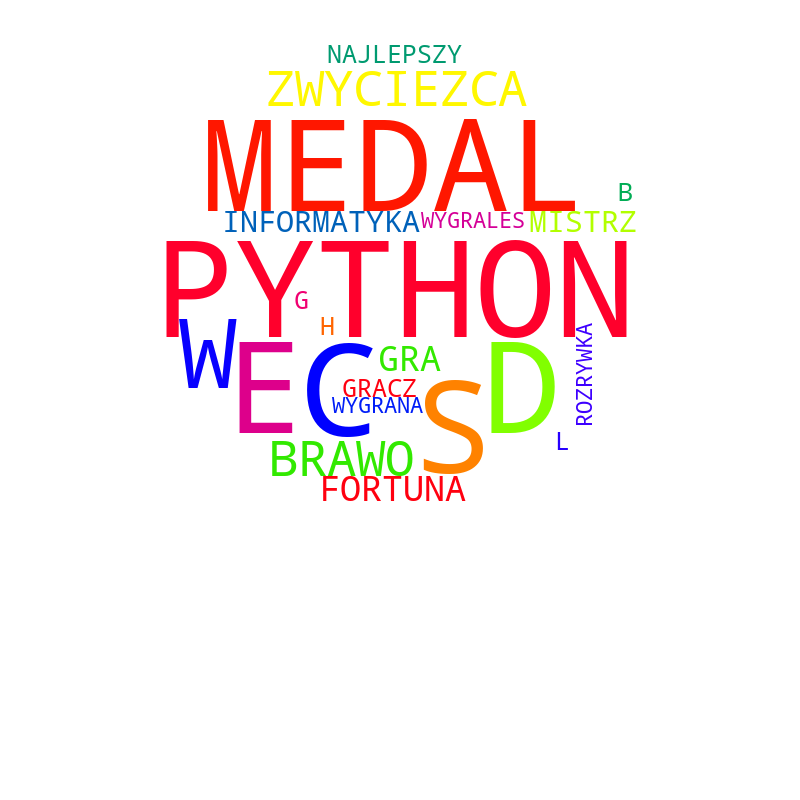 NAJLEPSZY
ZWYCIEZCA
MEDAL
B
INFORMATYKA WYGRALES MISTRZ
PYTHON
G
H
W
E C GRA D ROZRYWKA
GRACZ
WYGRANA
S
L
BRAWO
FORTUNA